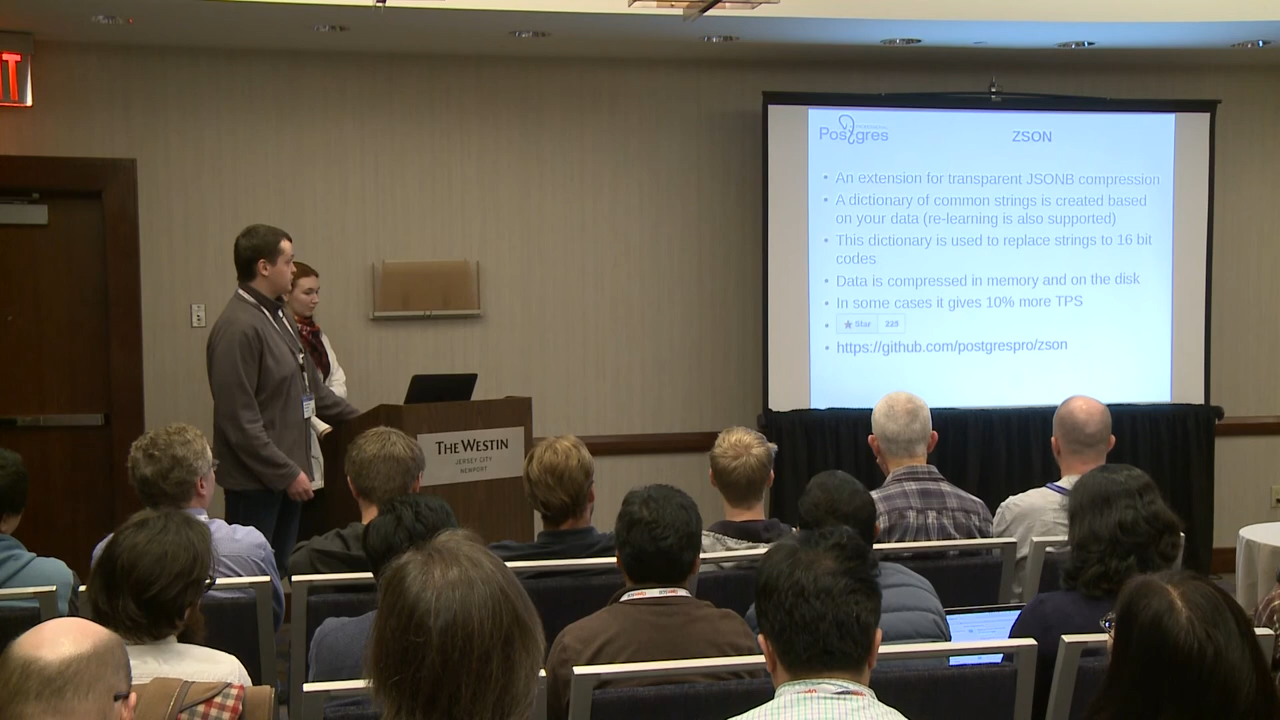 IT
PROFESSIONAL
Postgres
ZSON
• An extension for transparent JSONB compression
• A dictionary of common strings is created based
on your data (re-learning is also supported)
• This dictionary is used to replace strings to 16 bit
codes
• Data is compressed in memory and on the disk
• In some cases it gives 10% more TPS
• ★ Star 225
• https://github.com/postgrespro/zson
THE WESTIN
JERSEY CITY
NEWPORT